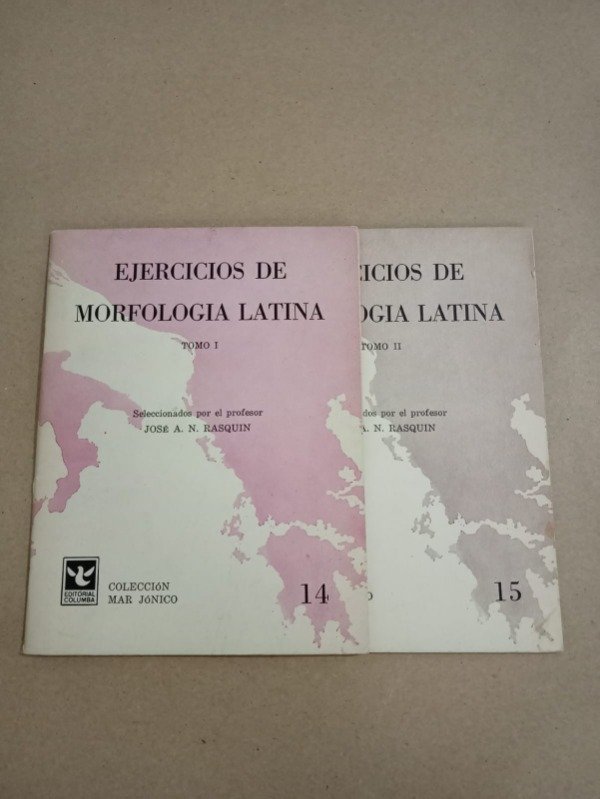 EJERCICIOS DE
MORFOLOGIA LATINA
TOMO I
Seleccionados por el profesor
JOSÉ A. N. RASQUIN
EDITORIAL
COLUMBA
COLECCIÓN
MAR JÓNICO
14
CICIOS DE
OGIA LATINA
TOMO II
dos por el profesor
A. N. RASQUIN
15